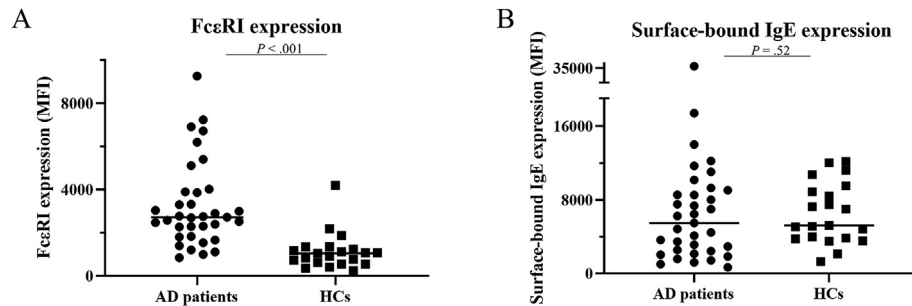 A
FcεRI expression
P < .001
FcεRI expression (MFI)
8000
4000
0
AD patients
HCs
B
Surface-bound IgE expression
P = .52
Surface-bound IgE expression (MFI)
35000
16000
8000
0
AD patients
HCs